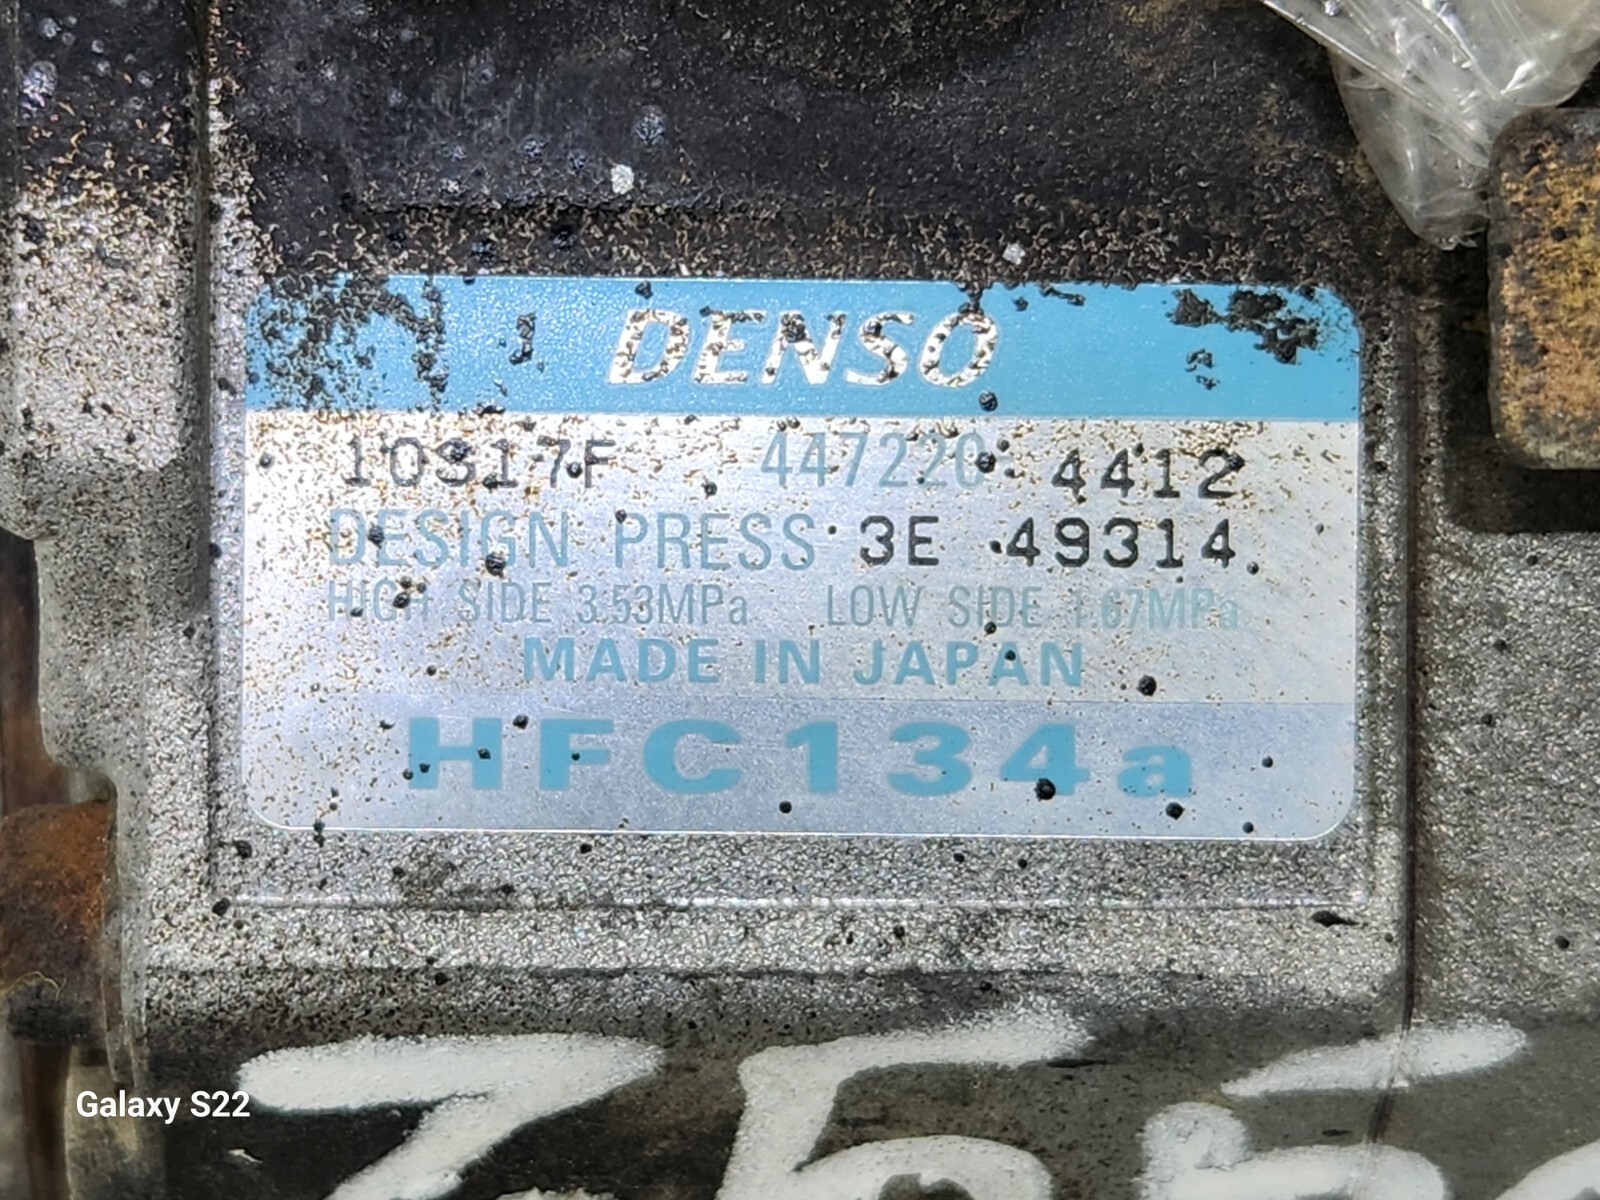 DENSO
10S17F 447220 4412
DESIGN PRESS 3E 49314
HIGH SIDE 3.53MPa LOW SIDE 1.67MPa
MADE IN JAPAN
HFC134a
Galaxy S22